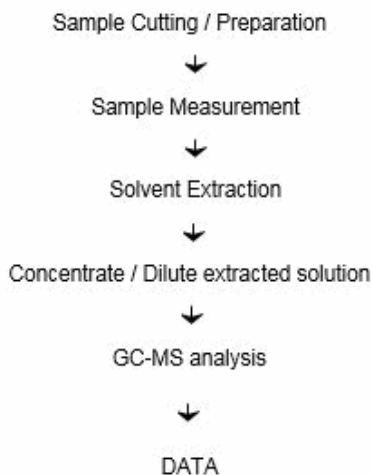 Sample Cutting / Preparation
Sample Measurement
Solvent Extraction
Concentrate / Dilute extracted solution
GC-MS analysis
DATA